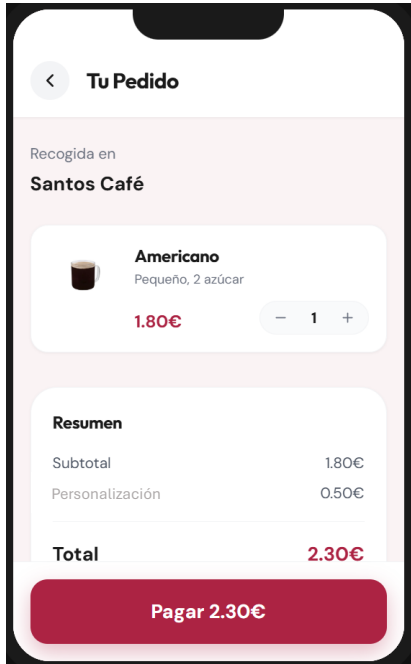 Tu Pedido
Recogida en
Santos Café
Americano
Pequeño, 2 azúcar
1.80€
− 1 +
Resumen
Subtotal 1.80€
Personalización 0.50€
Total 2.30€
Pagar 2.30€